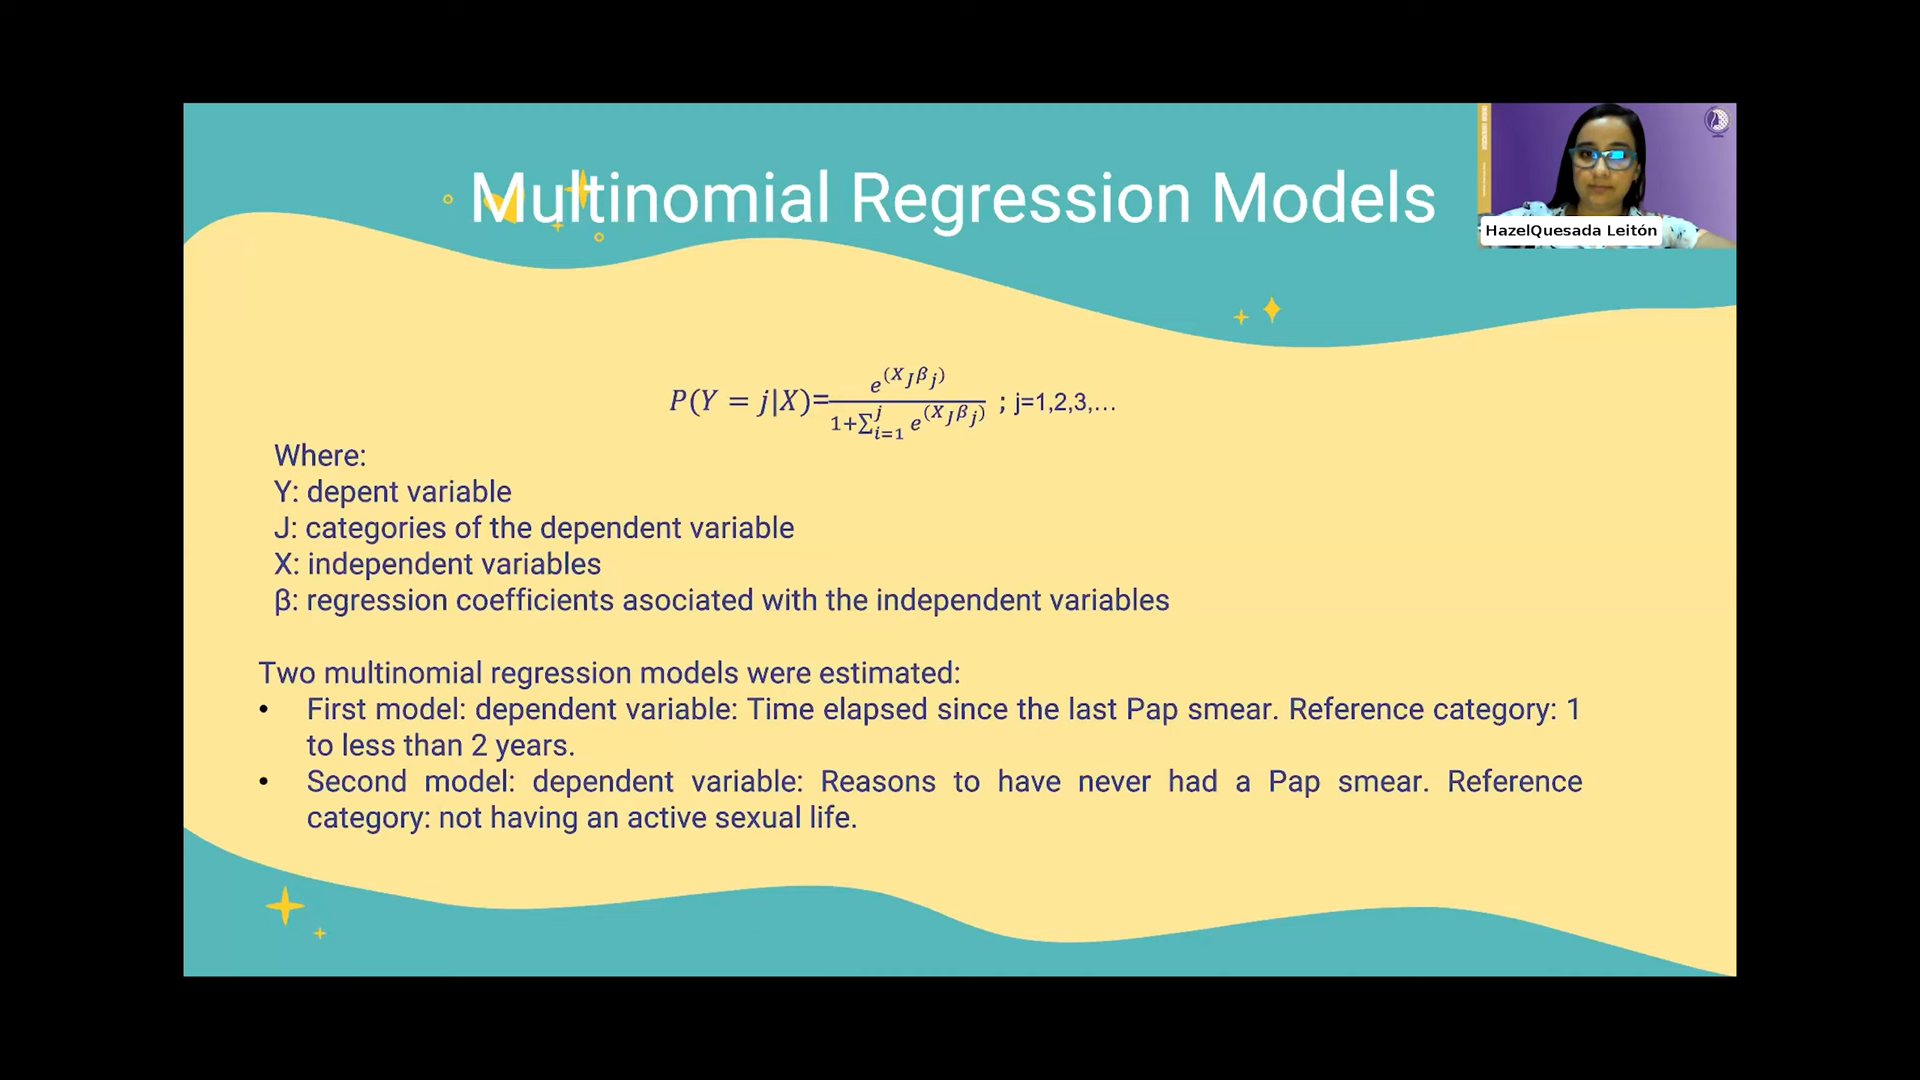 Multinomial Regression Models
HazelQuesada Leitón
P(Y = j|X)=e^(X_J β_j) / 1+∑_{i=1}^{j} e^(X_J β_j) ; j=1,2,3,…
Where:
Y: depent variable
J: categories of the dependent variable
X: independent variables
β: regression coefficients asociated with the independent variables
Two multinomial regression models were estimated:
• First model: dependent variable: Time elapsed since the last Pap smear. Reference category: 1
to less than 2 years.
• Second model: dependent variable: Reasons to have never had a Pap smear. Reference
category: not having an active sexual life.